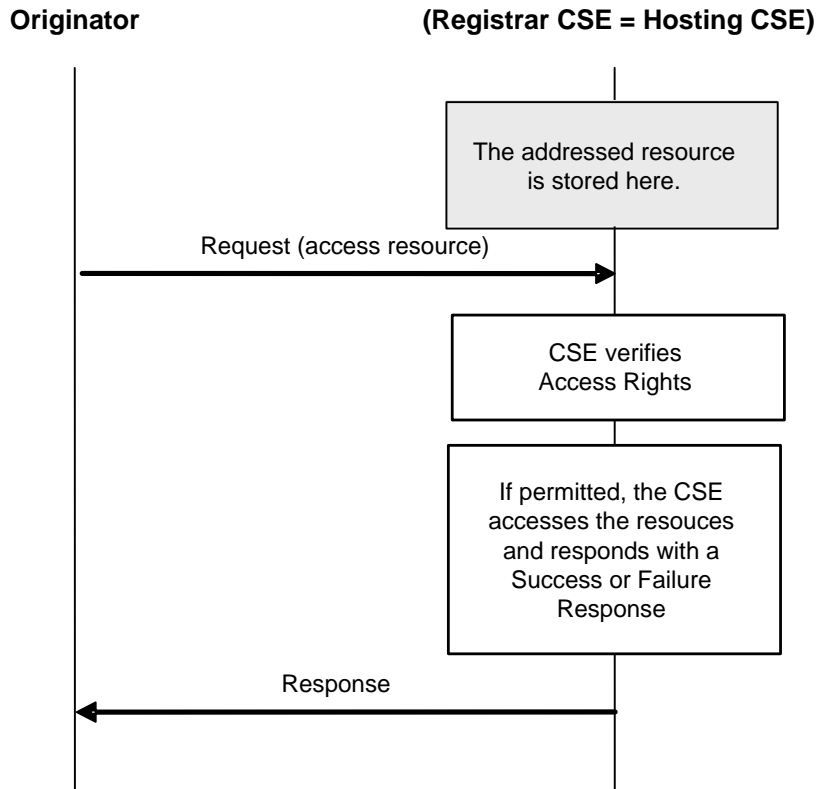 Originator
(Registrar CSE = Hosting CSE)
The addressed resource
is stored here.
Request (access resource)
CSE verifies
Access Rights
If permitted, the CSE
accesses the resouces
and responds with a
Success or Failure
Response
Response